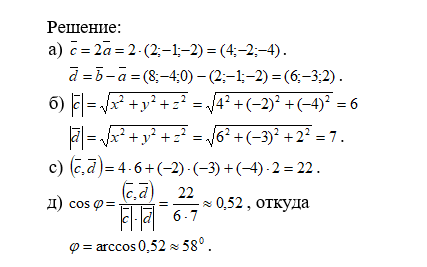 Решение:
а) c̄ = 2ā = 2 · (2;−1;−2) = (4;−2;−4) .
d̄ = b̄ − ā = (8;−4;0) − (2;−1;−2) = (6;−3;2) .
б) |c̄| = √(x² + y² + z²) = √(4² + (−2)² + (−4)²) = 6
|d̄| = √(x² + y² + z²) = √(6² + (−3)² + 2²) = 7 .
с) (c̄, d̄) = 4 · 6 + (−2) · (−3) + (−4) · 2 = 22 .
д) cos φ = (c̄, d̄) / |c̄| · |d̄| = 22 / 6 · 7 ≈ 0,52 , откуда
φ = arccos 0,52 ≈ 58⁰ .